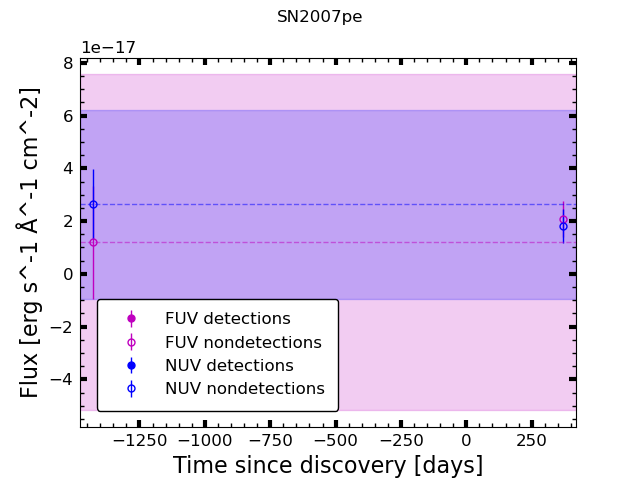 SN2007pe
1e−17
8
6
4
2
0
−2
−4
Flux [erg s^-1 Å^-1 cm^-2]
FUV detections
FUV nondetections
NUV detections
NUV nondetections
−1250 −1000 −750 −500 −250 0 250
Time since discovery [days]